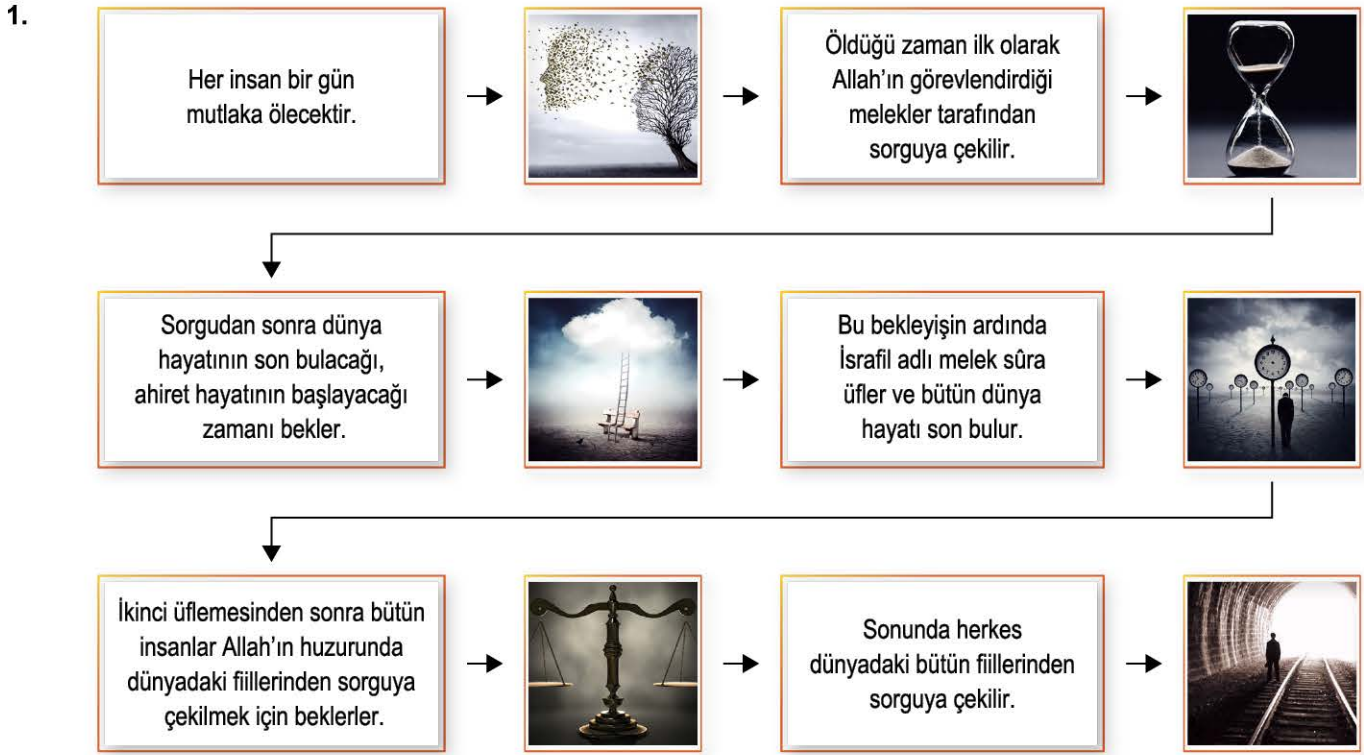 1.
Her insan bir gün
mutlaka ölecektir.
Öldüğü zaman ilk olarak
Allah’ın görevlendirdiği
melekler tarafından
sorguya çekilir.
Sorgudan sonra dünya
hayatının son bulacağı,
ahiret hayatının başlayacağı
zamanı bekler.
Bu bekleyişin ardında
İsrafil adlı melek sûra
üfler ve bütün dünya
hayatı son bulur.
İkinci üflemesinden sonra bütün
insanlar Allah’ın huzurunda
dünyadaki fiillerinden sorguya
çekilmek için beklerler.
Sonunda herkes
dünyadaki bütün fiillerinden
sorguya çekilir.